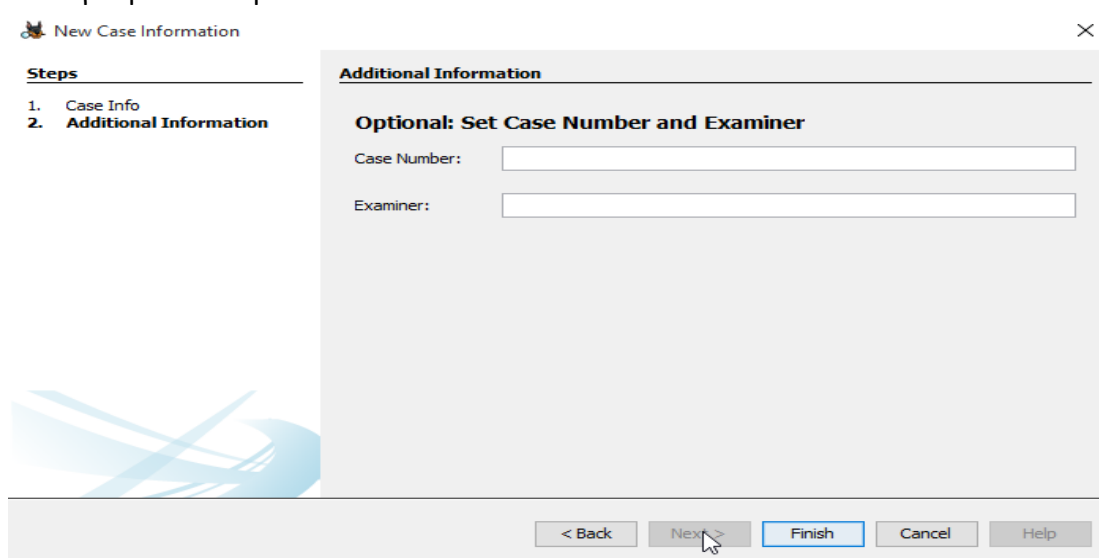 New Case Information
Steps
1. Case Info
2. Additional Information
Additional Information
Optional: Set Case Number and Examiner
Case Number:
Examiner:
< Back
Next >
Finish
Cancel
Help